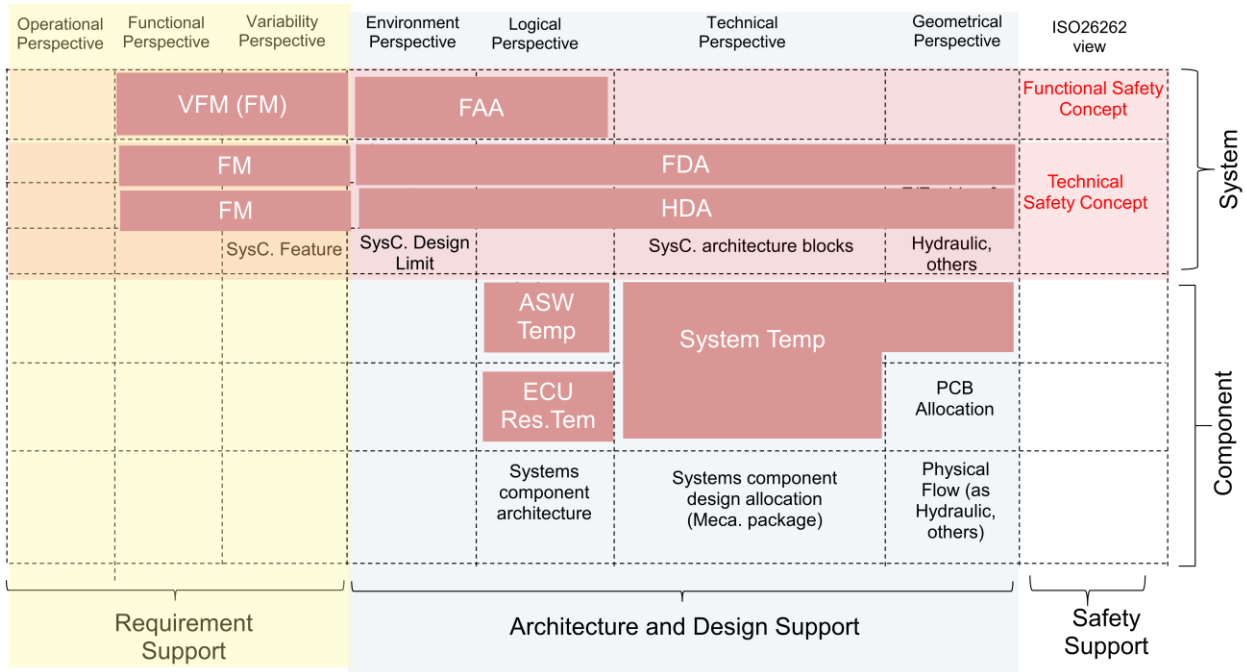 Operational
Perspective
Functional
Perspective
Variability
Perspective
Environment
Perspective
Logical
Perspective
Technical
Perspective
Geometrical
Perspective
ISO26262
view
VFM (FM)
FAA
Functional Safety
Concept
FM
FDA
FM
HDA
Technical
Safety Concept
System
SysC. Feature
SysC. Design
Limit
SysC. architecture blocks
Hydraulic,
others
ASW
Temp
System Temp
ECU
Res.Tem
PCB
Allocation
Component
Systems
component
architecture
Systems component
design allocation
(Meca. package)
Physical
Flow (as
Hydraulic,
others)
Requirement
Support
Architecture and Design Support
Safety
Support